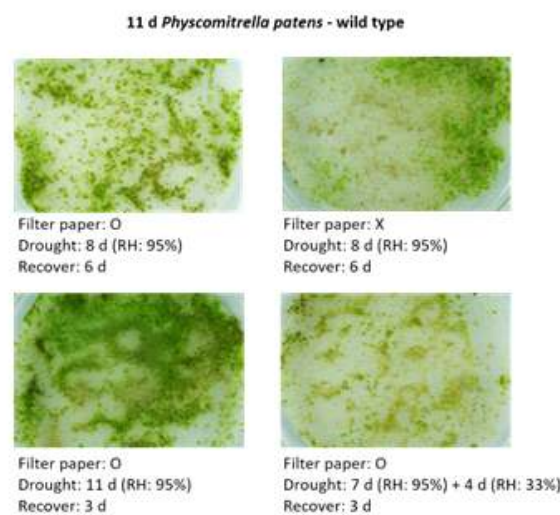 11 d Physcomitrella patens - wild type
Filter paper: O
Drought: 8 d (RH: 95%)
Recover: 6 d
Filter paper: X
Drought: 8 d (RH: 95%)
Recover: 6 d
Filter paper: O
Drought: 11 d (RH: 95%)
Recover: 3 d
Filter paper: O
Drought: 7 d (RH: 95%) + 4 d (RH: 33%)
Recover: 3 d